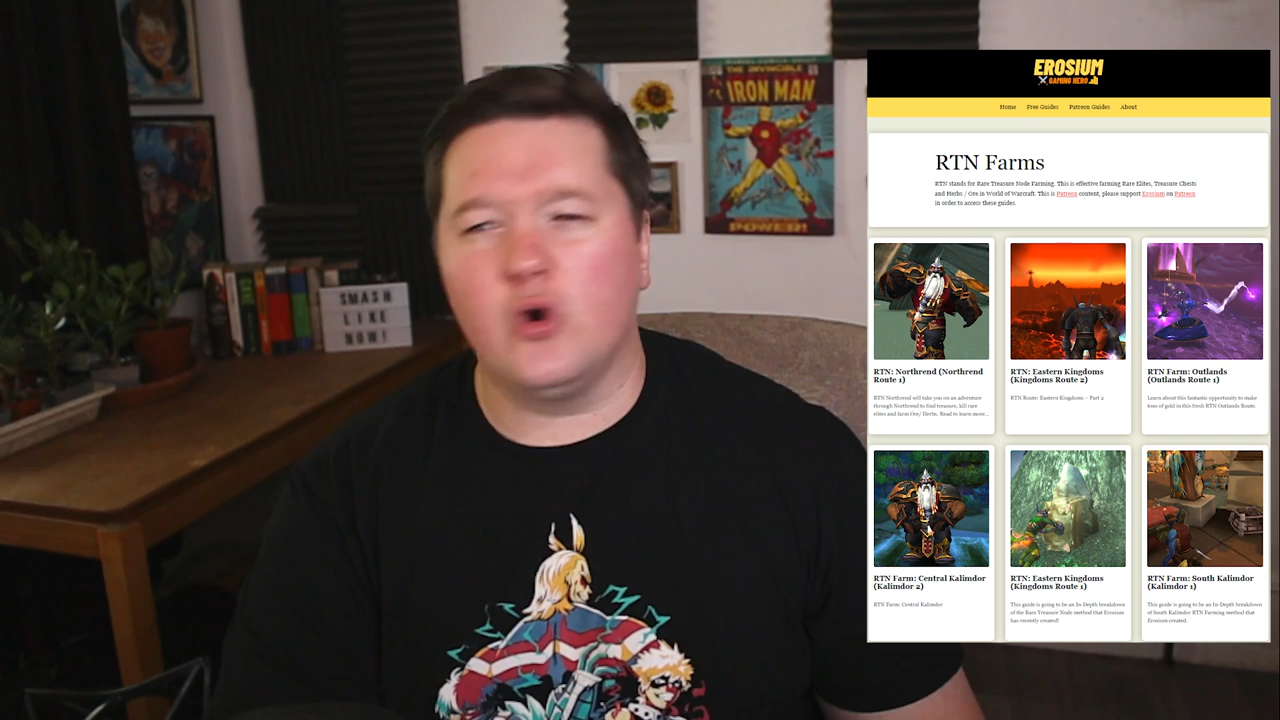 THE INVINCIBLE
IRON MAN
POWER!
SMASH
LIKE
NOW!
EROSIUM
GAMING HERO
Home Free Guides Patreon Guides About
RTN Farms
RTN stands for Rare Treasure Node Farming. This is effective farming Rare Elites, Treasure Chests
and Herbs / Ore in World of Warcraft. This is Patreon content, please support Erosium on Patreon
in order to access these guides.
RTN: Northrend (Northrend
Route 1)
RTN Northrend will take you on an adventure
through Northrend to find treasure, kill rare
elites and farm Ore/ Herbs. Read to learn more...
RTN: Eastern Kingdoms
(Kingdoms Route 2)
RTN Route: Eastern Kingdoms – Part 2
RTN Farm: Outlands
(Outlands Route 1)
Learn about this fantastic opportunity to make
tons of gold in this fresh RTN Outlands Route.
RTN Farm: Central Kalimdor
(Kalimdor 2)
RTN Farm: Central Kalimdor
RTN: Eastern Kingdoms
(Kingdoms Route 1)
This guide is going to be an In-Depth breakdown
of the Rare Treasure Node method that Erosium
has recently created!
RTN Farm: South Kalimdor
(Kalimdor 1)
This guide is going to be an In-Depth breakdown
of South Kalimdor RTN Farming method that
Erosium created.